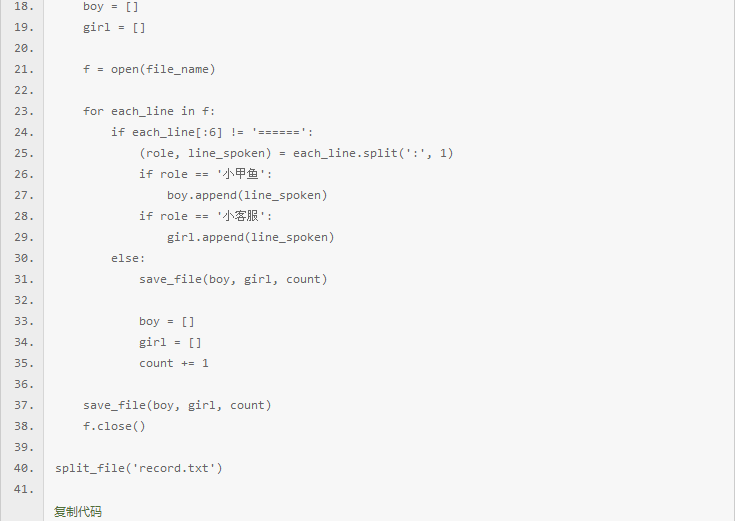 18.     boy = []
19.     girl = []
20.
21.     f = open(file_name)
22.
23.     for each_line in f:
24.         if each_line[:6] != '======':
25.             (role, line_spoken) = each_line.split(':', 1)
26.             if role == '小甲鱼':
27.                 boy.append(line_spoken)
28.             if role == '小客服':
29.                 girl.append(line_spoken)
30.         else:
31.             save_file(boy, girl, count)
32.
33.             boy = []
34.             girl = []
35.             count += 1
36.
37.     save_file(boy, girl, count)
38.     f.close()
39.
40. split_file('record.txt')
41.
复制代码